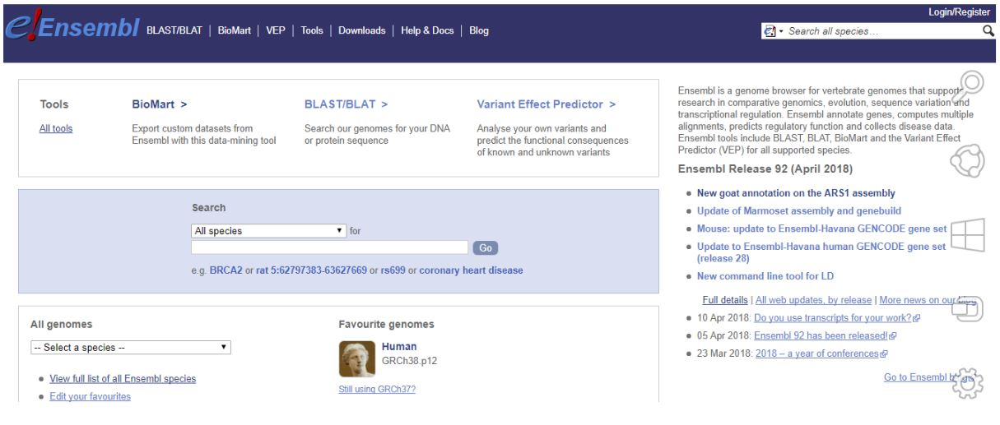 Login/Register
e!Ensembl BLAST/BLAT | BioMart | VEP | Tools | Downloads | Help & Docs | Blog
e! Search all species…
Tools
All tools
BioMart >
Export custom datasets from
Ensembl with this data-mining tool
BLAST/BLAT >
Search our genomes for your DNA
or protein sequence
Variant Effect Predictor >
Analyse your own variants and
predict the functional consequences
of known and unknown variants
Search
All species for
Go
e.g. BRCA2 or rat 5:62797383-63627669 or rs699 or coronary heart disease
All genomes
-- Select a species --
View full list of all Ensembl species
Edit your favourites
Favourite genomes
Human
GRCh38.p12
Still using GRCh37?
Ensembl is a genome browser for vertebrate genomes that supports
research in comparative genomics, evolution, sequence variation and
transcriptional regulation. Ensembl annotate genes, computes multiple
alignments, predicts regulatory function and collects disease data.
Ensembl tools include BLAST, BLAT, BioMart and the Variant Effect
Predictor (VEP) for all supported species.
Ensembl Release 92 (April 2018)
New goat annotation on the ARS1 assembly
Update of Marmoset assembly and genebuild
Mouse: update to Ensembl-Havana GENCODE gene set
Update to Ensembl-Havana human GENCODE gene set
(release 28)
New command line tool for LD
Full details | All web updates, by release | More news on our blog
10 Apr 2018: Do you use transcripts for your work?
05 Apr 2018: Ensembl 92 has been released!
23 Mar 2018: 2018 – a year of conferences
Go to Ensembl blog